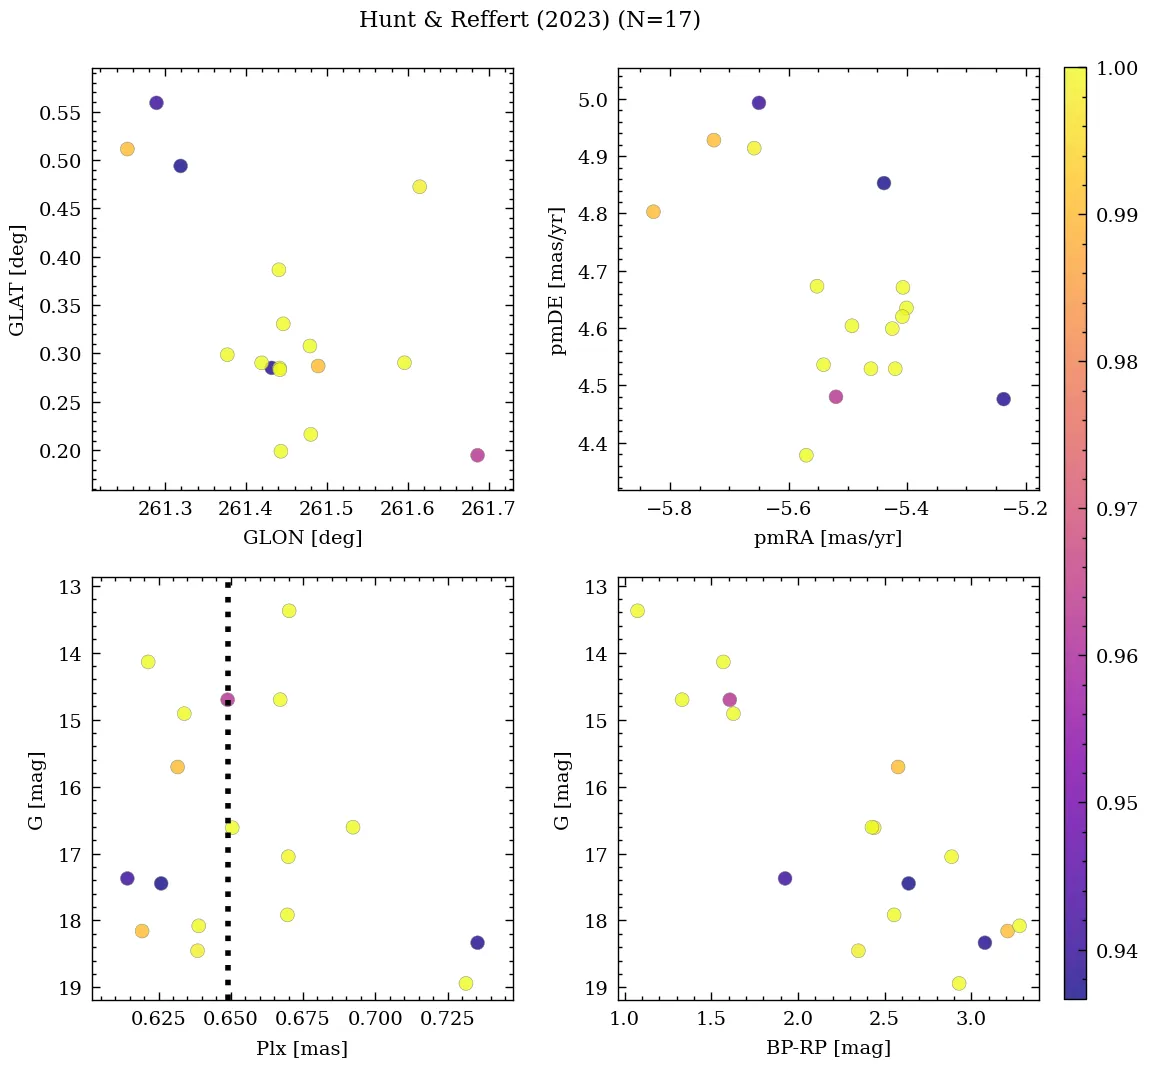 Hunt & Reffert (2023) (N=17)
0.55
0.50
0.45
0.40
0.35
0.30
0.25
0.20
GLAT [deg]
261.3 261.4 261.5 261.6 261.7
GLON [deg]
5.0
4.9
4.8
4.7
4.6
4.5
4.4
pmDE [mas/yr]
−5.8 −5.6 −5.4 −5.2
pmRA [mas/yr]
13
14
15
16
17
18
19
G [mag]
0.625 0.650 0.675 0.700 0.725
Plx [mas]
13
14
15
16
17
18
19
G [mag]
1.0 1.5 2.0 2.5 3.0
BP-RP [mag]
1.00
0.99
0.98
0.97
0.96
0.95
0.94